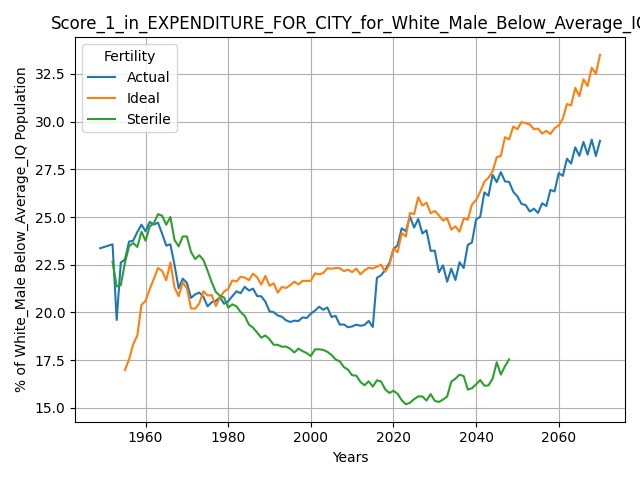 Score_1_in_EXPENDITURE_FOR_CITY_for_White_Male_Below_Average_IQ
Fertility
Actual
Ideal
Sterile
% of White_Male Below_Average_IQ Population
32.5
30.0
27.5
25.0
22.5
20.0
17.5
15.0
1960 1980 2000 2020 2040 2060
Years